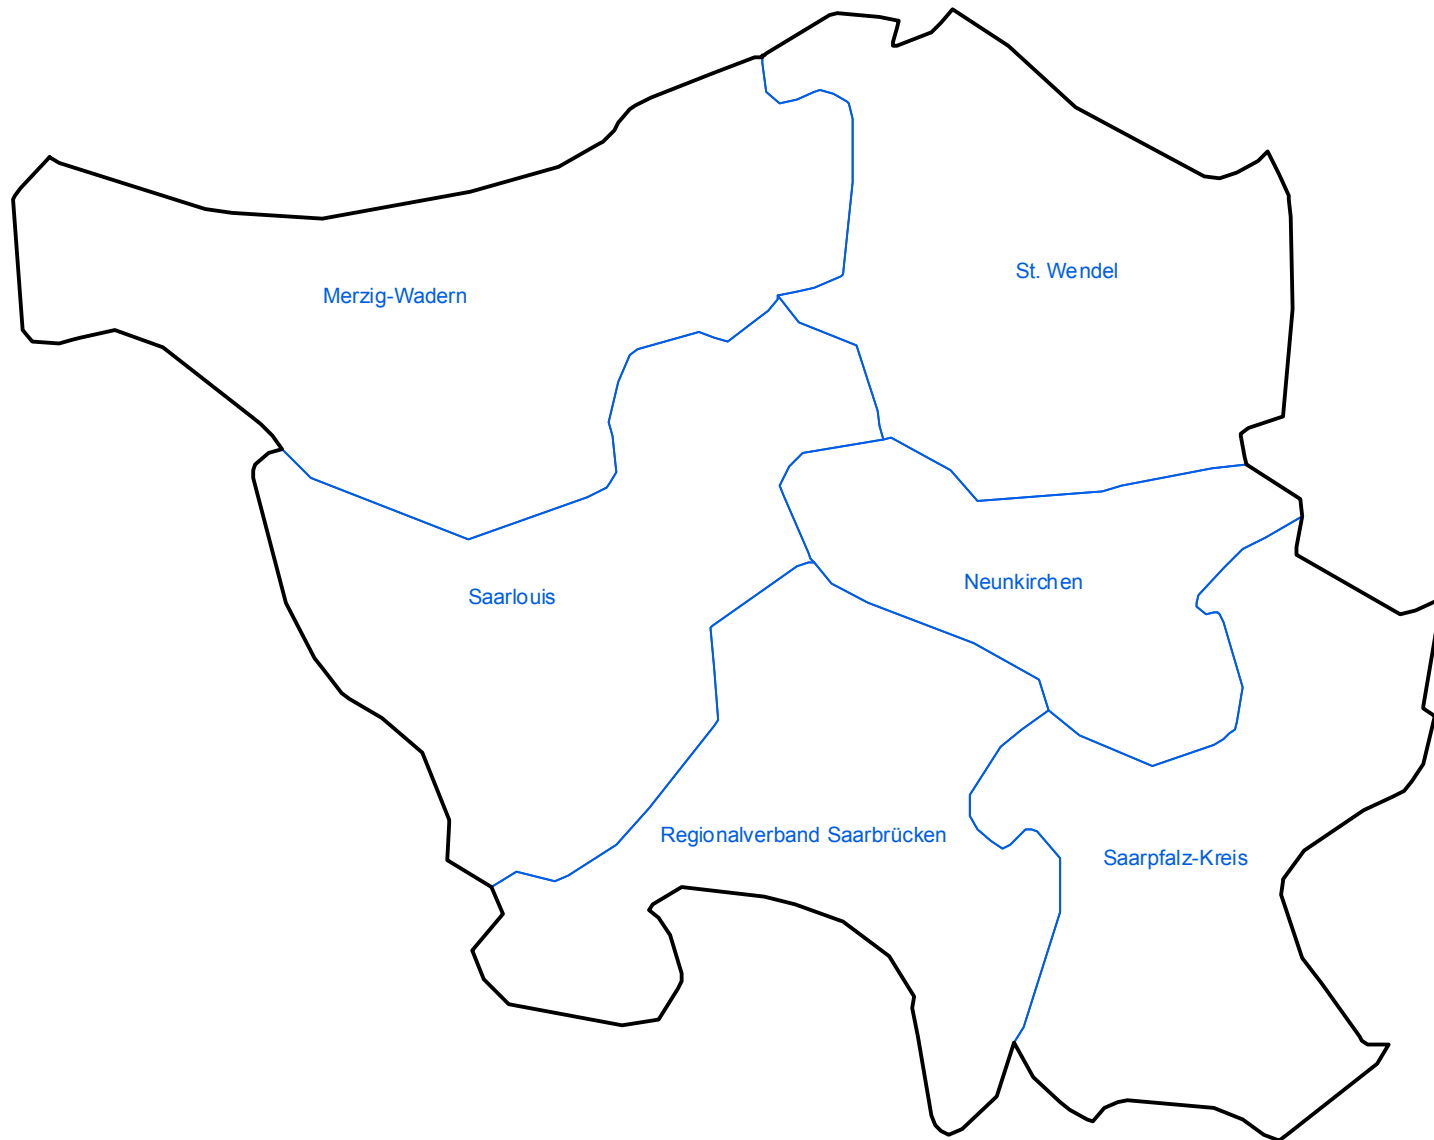 St. Wendel
Merzig-Wadern
Neunkirchen
Saarlouis
Regionalverband Saarbrücken
Saarpfalz-Kreis